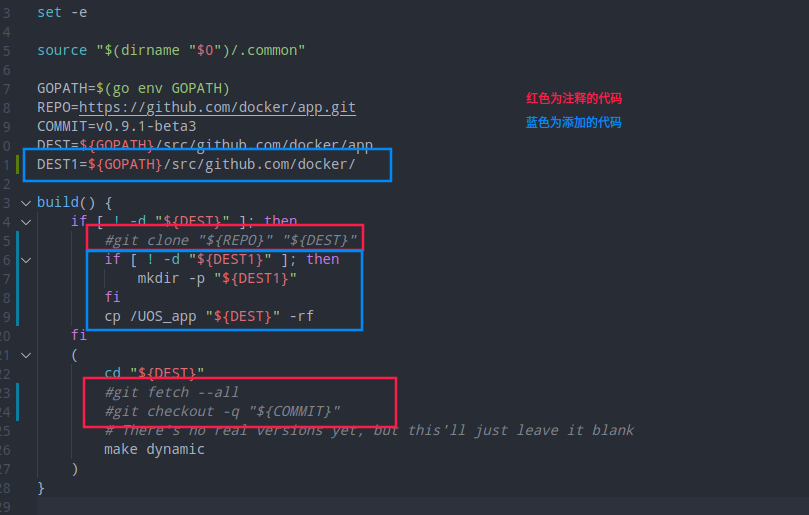 3 set -e
4
5 source "$(dirname "$0")/.common"
6
7 GOPATH=$(go env GOPATH)
8 REPO=https://github.com/docker/app.git
红色为注释的代码
9 COMMIT=v0.9.1-beta3
蓝色为添加的代码
0 DEST=${GOPATH}/src/github.com/docker/app
1 DEST1=${GOPATH}/src/github.com/docker/
2
3 build() {
4 if [ ! -d "${DEST}" ]; then
5 #git clone "${REPO}" "${DEST}"
6 if [ ! -d "${DEST1}" ]; then
7 mkdir -p "${DEST1}"
8 fi
9 cp /UOS_app "${DEST}" -rf
20 fi
21 (
22 cd "${DEST}"
23 #git fetch --all
24 #git checkout -q "${COMMIT}"
25 # There's no real versions yet, but this'll just leave it blank
26 make dynamic
27 )
28 }
29